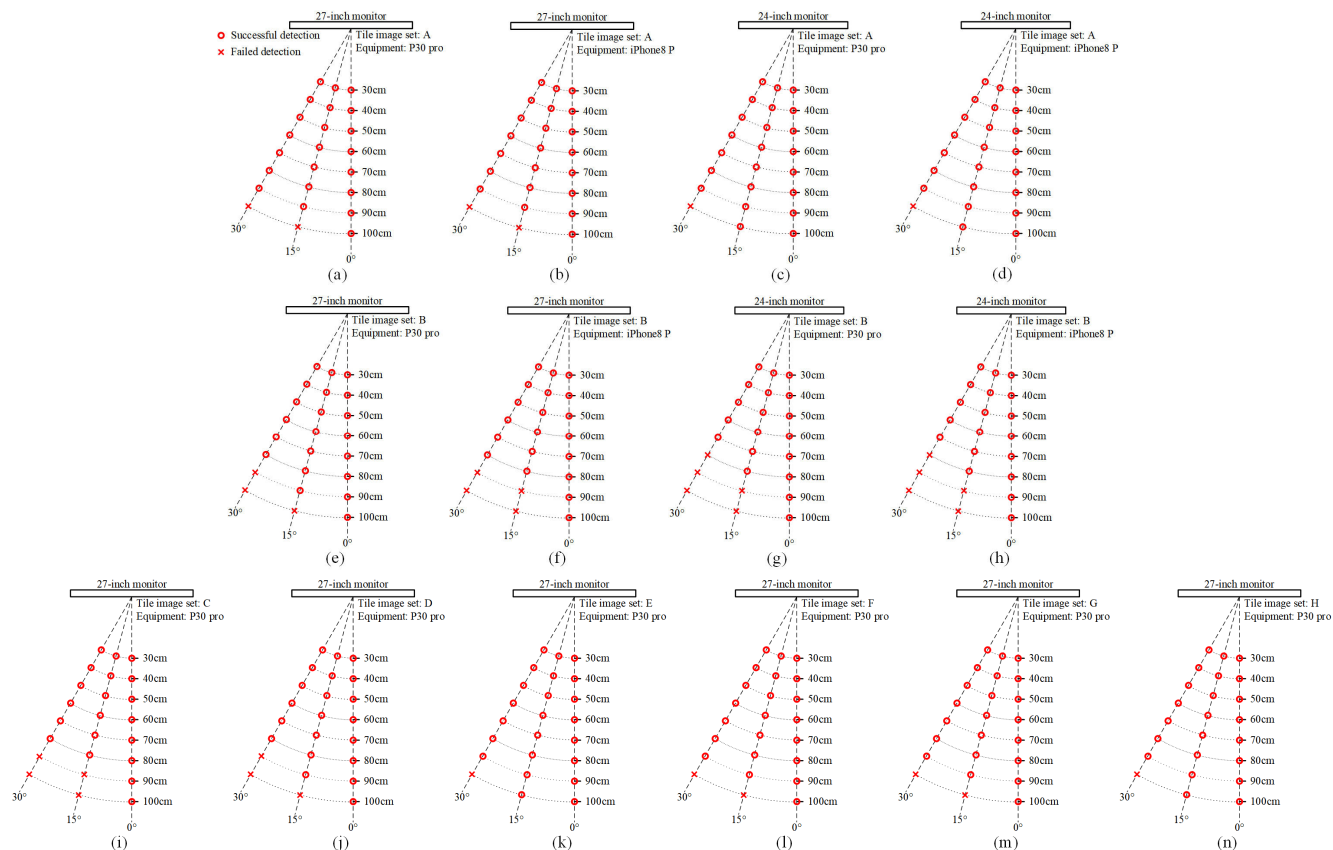 27-inch monitor
Successful detection
Failed detection
Tile image set: A
Equipment: P30 pro
30cm
40cm
50cm
60cm
70cm
80cm
90cm
100cm
30°
15°
0°
(a)
27-inch monitor
Tile image set: A
Equipment: iPhone8 P
30cm
40cm
50cm
60cm
70cm
80cm
90cm
100cm
30°
15°
0°
(b)
24-inch monitor
Tile image set: A
Equipment: P30 pro
30cm
40cm
50cm
60cm
70cm
80cm
90cm
100cm
30°
15°
0°
(c)
24-inch monitor
Tile image set: A
Equipment: iPhone8 P
30cm
40cm
50cm
60cm
70cm
80cm
90cm
100cm
30°
15°
0°
(d)
27-inch monitor
Tile image set: B
Equipment: P30 pro
30cm
40cm
50cm
60cm
70cm
80cm
90cm
100cm
30°
15°
0°
(e)
27-inch monitor
Tile image set: B
Equipment: iPhone8 P
30cm
40cm
50cm
60cm
70cm
80cm
90cm
100cm
30°
15°
0°
(f)
24-inch monitor
Tile image set: B
Equipment: P30 pro
30cm
40cm
50cm
60cm
70cm
80cm
90cm
100cm
30°
15°
0°
(g)
24-inch monitor
Tile image set: B
Equipment: iPhone8 P
30cm
40cm
50cm
60cm
70cm
80cm
90cm
100cm
30°
15°
0°
(h)
27-inch monitor
Tile image set: C
Equipment: P30 pro
30cm
40cm
50cm
60cm
70cm
80cm
90cm
100cm
30°
15°
0°
(i)
27-inch monitor
Tile image set: D
Equipment: P30 pro
30cm
40cm
50cm
60cm
70cm
80cm
90cm
100cm
30°
15°
0°
(j)
27-inch monitor
Tile image set: E
Equipment: P30 pro
30cm
40cm
50cm
60cm
70cm
80cm
90cm
100cm
30°
15°
0°
(k)
27-inch monitor
Tile image set: F
Equipment: P30 pro
30cm
40cm
50cm
60cm
70cm
80cm
90cm
100cm
30°
15°
0°
(l)
27-inch monitor
Tile image set: G
Equipment: P30 pro
30cm
40cm
50cm
60cm
70cm
80cm
90cm
100cm
30°
15°
0°
(m)
27-inch monitor
Tile image set: H
Equipment: P30 pro
30cm
40cm
50cm
60cm
70cm
80cm
90cm
100cm
30°
15°
0°
(n)